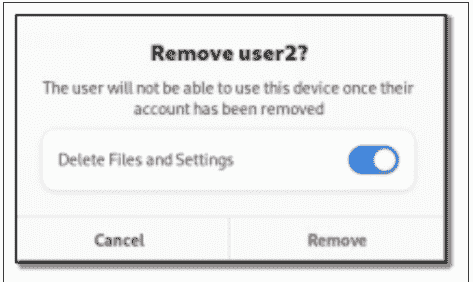 Remove user2?
The user will not be able to use this device once their
account has been removed
Delete Files and Settings
Cancel
Remove